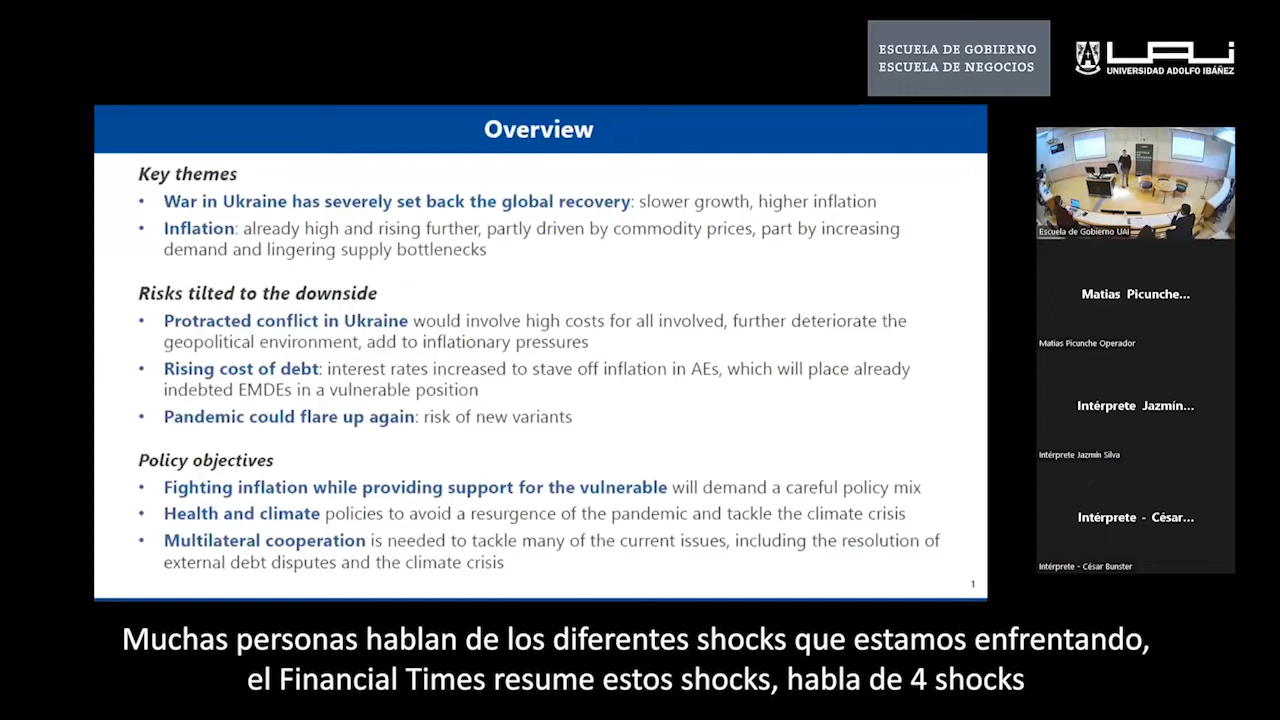 ESCUELA DE GOBIERNO
ESCUELA DE NEGOCIOS
UAI
UNIVERSIDAD ADOLFO IBÁÑEZ
Overview
Key themes
• War in Ukraine has severely set back the global recovery: slower growth, higher inflation
• Inflation: already high and rising further, partly driven by commodity prices, part by increasing
demand and lingering supply bottlenecks
Risks tilted to the downside
• Protracted conflict in Ukraine would involve high costs for all involved, further deteriorate the
geopolitical environment, add to inflationary pressures
• Rising cost of debt: interest rates increased to stave off inflation in AEs, which will place already
indebted EMDEs in a vulnerable position
• Pandemic could flare up again: risk of new variants
Policy objectives
• Fighting inflation while providing support for the vulnerable will demand a careful policy mix
• Health and climate policies to avoid a resurgence of the pandemic and tackle the climate crisis
• Multilateral cooperation is needed to tackle many of the current issues, including the resolution of
external debt disputes and the climate crisis
1
Escuela de Gobierno UAI
Matias Picunche...
Matias Picunche Operador
Intérprete Jazmín...
Intérprete Jazmín Silva
Intérprete - César...
Intérprete - César Bunster
Muchas personas hablan de los diferentes shocks que estamos enfrentando,
el Financial Times resume estos shocks, habla de 4 shocks